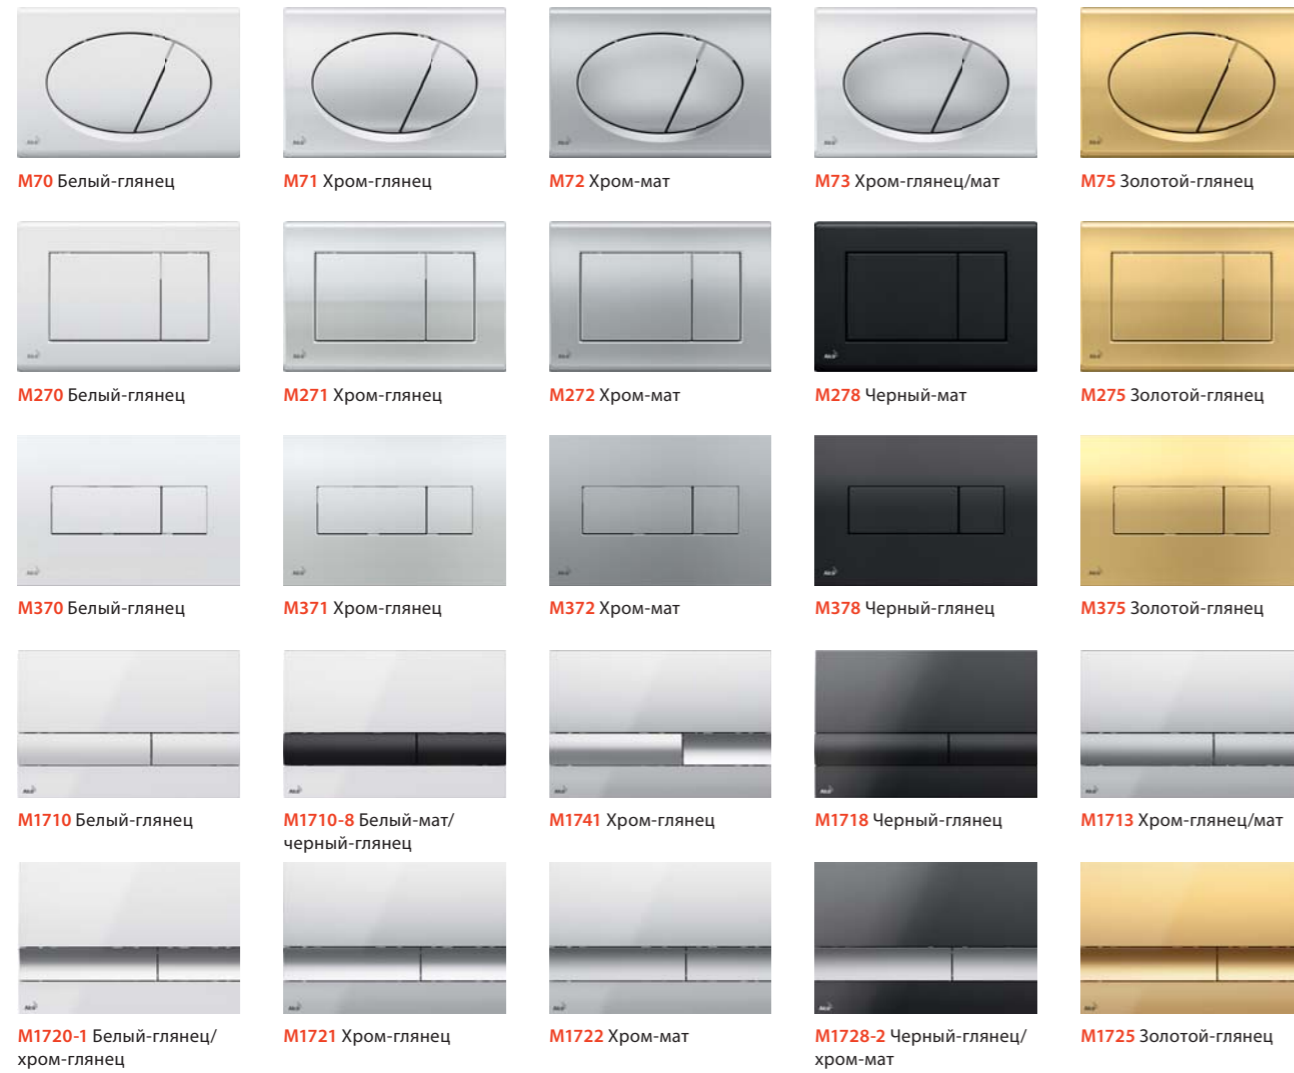 M70 Белый-глянец
M71 Хром-глянец
M72 Хром-мат
M73 Хром-глянец/мат
M75 Золотой-глянец
M270 Белый-глянец
M271 Хром-глянец
M272 Хром-мат
M278 Черный-мат
M275 Золотой-глянец
M370 Белый-глянец
M371 Хром-глянец
M372 Хром-мат
M378 Черный-глянец
M375 Золотой-глянец
M1710 Белый-глянец
M1710-8 Белый-мат/
черный-глянец
M1741 Хром-глянец
M1718 Черный-глянец
M1713 Хром-глянец/мат
M1720-1 Белый-глянец/
хром-глянец
M1721 Хром-глянец
M1722 Хром-мат
M1728-2 Черный-глянец/
хром-мат
M1725 Золотой-глянец